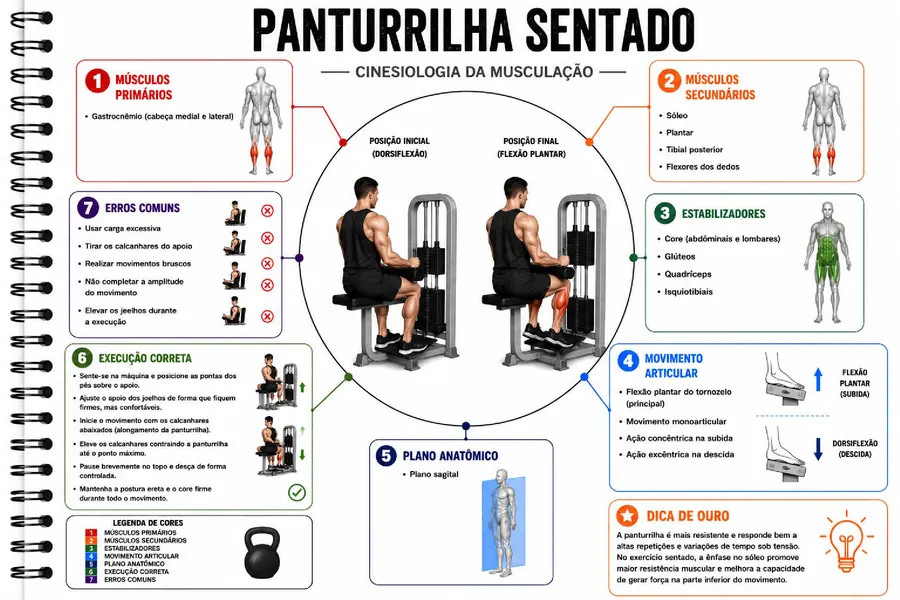 PANTURRILHA SENTADO
CINESIOLOGIA DA MUSCULAÇÃO
1 MÚSCULOS
PRIMÁRIOS
• Gastrocnêmio (cabeça medial e lateral)
2 MÚSCULOS
SECUNDÁRIOS
• Sóleo
• Plantar
• Tibial posterior
• Flexores dos dedos
POSIÇÃO INICIAL
(DORSIFLEXÃO)
POSIÇÃO FINAL
(FLEXÃO PLANTAR)
7 ERROS COMUNS
• Usar carga excessiva
• Tirar os calcanhares do apoio
• Realizar movimentos bruscos
• Não completar a amplitude
do movimento
• Elevar os jeelhos durante
a execução
3 ESTABILIZADORES
• Core (abdôminais e lombares)
• Glúteos
• Quadríceps
• Isquiotibiais
6 EXECUÇÃO CORRETA
• Sente-se na máquina e posicione as pontas dos
pés sobre o apoio.
• Ajuste o apoio dos joelhos de forma que fiquem
firmes, mas confortáveis.
• Inicie o movimento com os calcanhares
abaixados (alongamento da panturrilha).
• Eleve os calcanhares contraindo a panturrilha
até o ponto máximo.
• Pause brevemente no topo e desça de forma
controlada.
• Mantenha a postura ereta e o core firme
durante todo o movimento.
4 MOVIMENTO
ARTICULAR
• Flexão plantar do tornozelo
(principal)
• Movimento monoarticular
• Ação concêntrica na subida
• Ação excêntrica na descida
FLEXÃO
PLANTAR
(SUBIDA)
DORSIFLEXÃO
(DESCIDA)
5 PLANO ANATÔMICO
• Plano sagital
LEGENDA DE CORES
1 MÚSCULOS PRIMÁRIOS
2 MÚSCULOS SECUNDÁRIOS
3 ESTABILIZADORES
4 MOVIMENTO ARTICULAR
5 PLANO ANATÔMICO
6 EXECUÇÃO CORRETA
7 ERROS COMUNS
DICA DE OURO
A panturrilha é mais resistente e responde bem a
altas repetições e variações de tempo sob tensão.
No exercício sentado, a ênfase no sóleo promove
maior resistência muscular e melhora a capacidade
de gerar força na parte inferior do movimento.